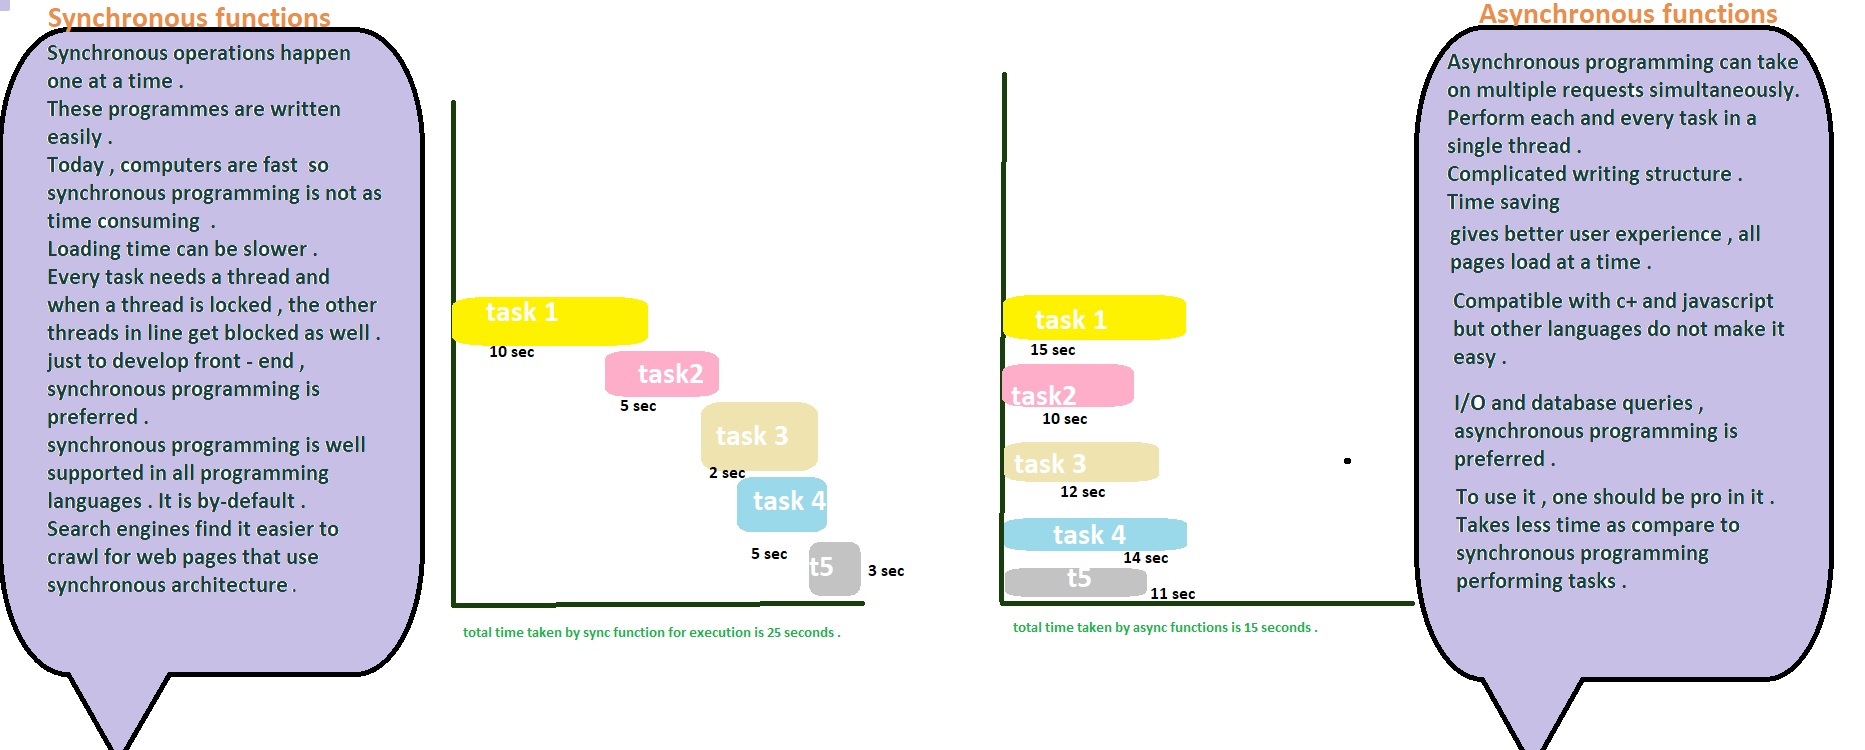 Synchronous functions
Synchronous operations happen
one at a time .
These programmes are written
easily .
Today , computers are fast  so
synchronous programming is not as
time consuming  .
Loading time can be slower .
Every task needs a thread and
when a thread is locked , the other
threads in line get blocked as well .
just to develop front - end ,
synchronous programming is
preferred .
synchronous programming is well
supported in all programming
languages . It is by-default .
Search engines find it easier to
crawl for web pages that use
synchronous architecture .
task 1
10 sec
task2
5 sec
task 3
2 sec
task 4
5 sec
t5
3 sec
total time taken by sync function for execution is 25 seconds .
task 1
15 sec
task2
10 sec
task 3
12 sec
task 4
14 sec
t5
11 sec
total time taken by async functions is 15 seconds .
Asynchronous functions
Asynchronous programming can take
on multiple requests simultaneously.
Perform each and every task in a
single thread .
Complicated writing structure .
Time saving
gives better user experience , all
pages load at a time .
Compatible with c+ and javascript
but other languages do not make it
easy .
I/O and database queries ,
asynchronous programming is
preferred .
To use it , one should be pro in it .
Takes less time as compare to
synchronous programming
performing tasks .